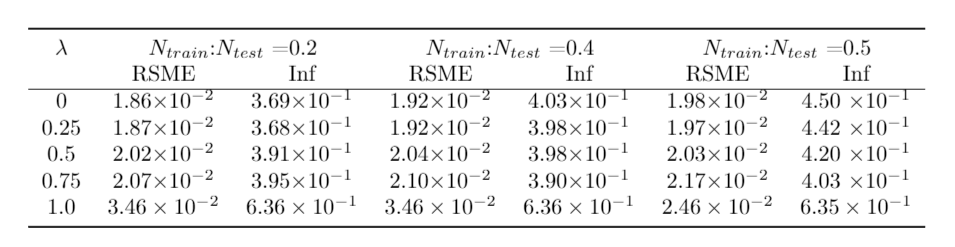 λ N_train:N_test =0.2 N_train:N_test =0.4 N_train:N_test =0.5
RSME Inf RSME Inf RSME Inf
0 1.86×10⁻² 3.69×10⁻¹ 1.92×10⁻² 4.03×10⁻¹ 1.98×10⁻² 4.50 ×10⁻¹
0.25 1.87×10⁻² 3.68×10⁻¹ 1.92×10⁻² 3.98×10⁻¹ 1.97×10⁻² 4.42 ×10⁻¹
0.5 2.02×10⁻² 3.91×10⁻¹ 2.04×10⁻² 3.98×10⁻¹ 2.03×10⁻² 4.20 ×10⁻¹
0.75 2.07×10⁻² 3.95×10⁻¹ 2.10×10⁻² 3.90×10⁻¹ 2.17×10⁻² 4.03 ×10⁻¹
1.0 3.46 × 10⁻² 6.36 × 10⁻¹ 3.46 × 10⁻² 6.36 × 10⁻¹ 2.46 × 10⁻² 6.35 × 10⁻¹